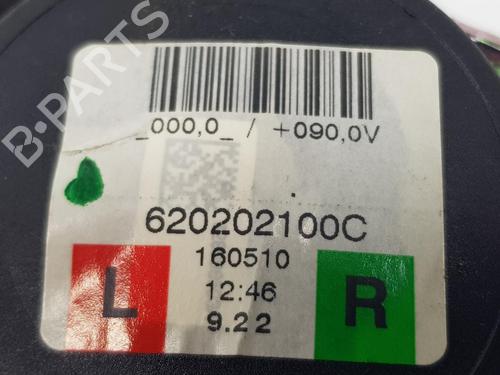 _000,0_ / +090,0V
620202100C
L
160510
R
12:46
9.22
B-PARTS